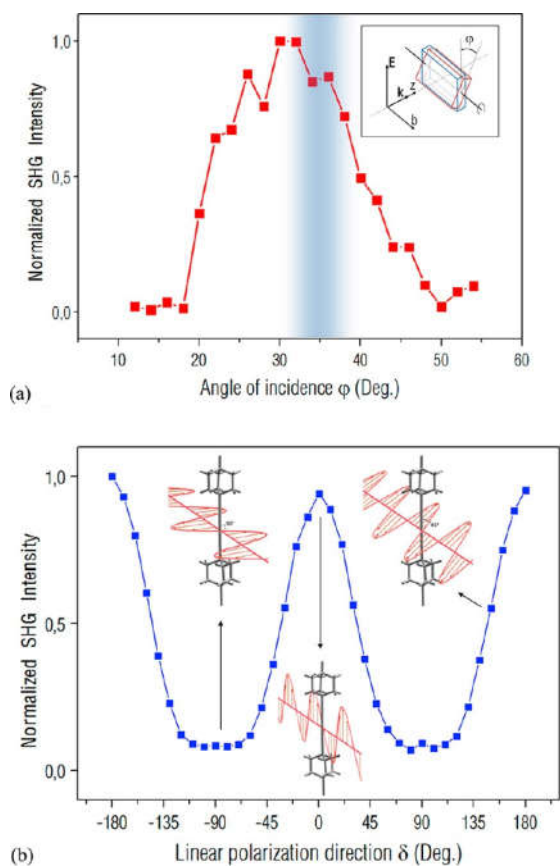 1,0
0,5
0,0
Normalized SHG Intensity
E
k
z
b
φ
10 20 30 40 50 60
Angle of incidence φ (Deg.)
(a)
1,0
0,5
0,0
Normalized SHG Intensity
-180 -135 -90 -45 0 45 90 135 180
Linear polarization direction δ (Deg.)
(b)